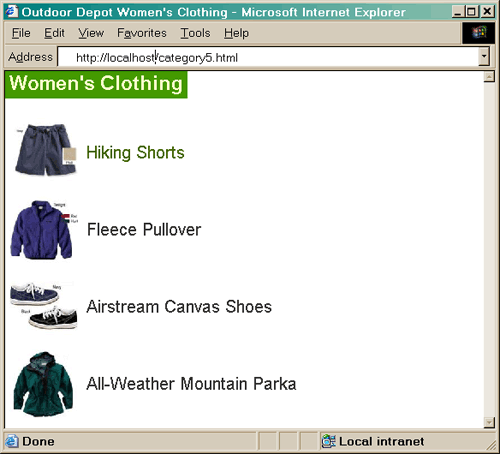 Outdoor Depot Women's Clothing - Microsoft Internet Explorer
File Edit View Favorites Tools Help
Address http://localhost/category5.html
Women's Clothing
Hiking Shorts
Fleece Pullover
Airstream Canvas Shoes
All-Weather Mountain Parka
Done Local intranet